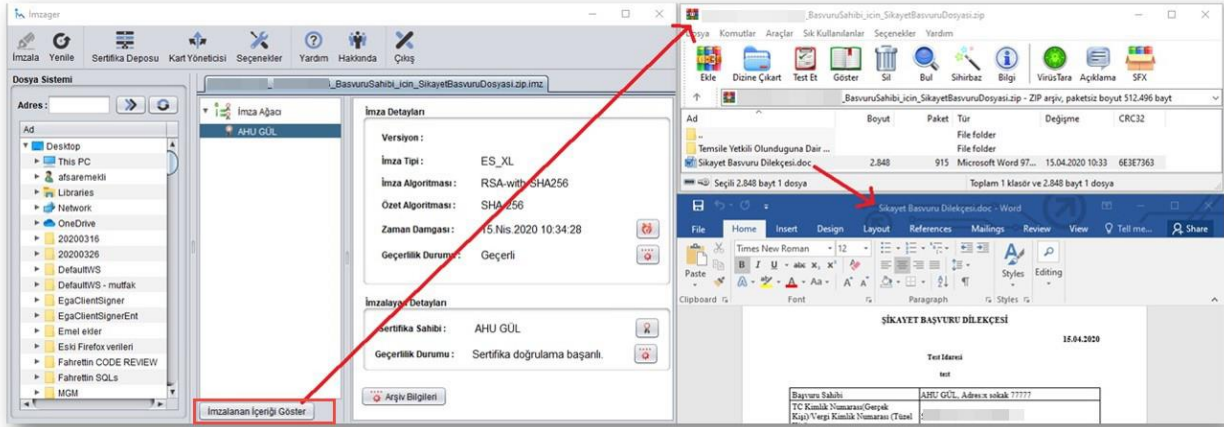 İmzager
İmzala Yenile Sertifika Deposu Kart Yöneticisi Seçenekler Yardım Hakkında Çıkış
Dosya Sistemi
Adres :
Ad
Desktop
This PC
afsaremekli
Libraries
Network
OneDrive
20200316
20200326
DefaultWS
DefaultWS - mutfak
EgaClientSigner
EgaClientSignerEnt
Emel ekler
Eski Firefox verileri
Fahrettin CODE REVIEW
Fahrettin SQLs
MGM
_BasvuruSahibi_icin_SikayetBasvuruDosyasi.zip.imz
İmza Ağacı
AHU GÜL
İmzalanan İçeriği Göster
İmza Detayları
Versiyon :
İmza Tipi : ES_XL
İmza Algoritması : RSA-with-SHA256
Özet Algoritması : SHA-256
Zaman Damgası : 15.Nis.2020 10:34:28
Geçerlilik Durumu : Geçerli
İmzalayan Detayları
Sertifika Sahibi : AHU GÜL
Geçerlilik Durumu : Sertifika doğrulama başarılı.
Arşiv Bilgileri
_BasvuruSahibi_icin_SikayetBasvuruDosyasi.zip
Dosya Komutlar Araçlar Sık Kullanılanlar Seçenekler Yardım
Ekle Dizine Çıkart Test Et Göster Sil Bul Sihirbaz Bilgi VirüsTara Açıklama SFX
_BasvuruSahibi_icin_SikayetBasvuruDosyasi.zip - ZIP arşiv, paketsiz boyut 512.496 bayt
Ad Boyut Paket Tür Değişme CRC32
.. File folder
Temsile Yetkili Olunduguna Dair ... File folder
Sikayet Basvuru Dilekçesi.doc 2.848 915 Microsoft Word 97... 15.04.2020 10:33 6E3E7363
Seçili 2.848 bayt 1 dosya Toplam 1 klasör ve 2.848 bayt 1 dosya
Sikayet Basvuru Dilekçesi.doc - Word
File Home Insert Design Layout References Mailings Review View Tell me... Share
Times New Roman 12
Paste
B I U abc x₂ x²
Styles Editing
Clipboard Font Paragraph Styles
ŞİKAYET BAŞVURU DİLEKÇESİ
15.04.2020
Test İdaresi
test
Başvuru Sahibi AHU GÜL, Adres:x sokak 77777
TC Kimlik Numarası(Gerçek
Kişi)/Vergi Kimlik Numarası (Tüzel